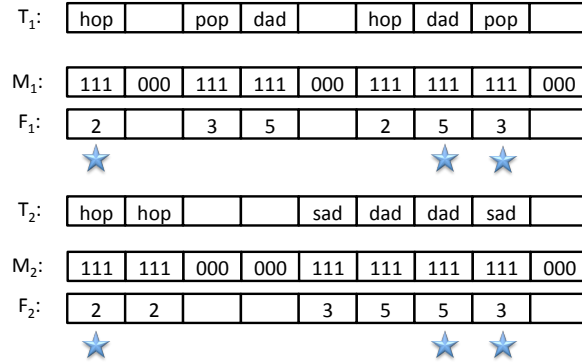 T1: hop pop dad hop dad pop
M1: 111 000 111 111 000 111 111 111 000
F1: 2 3 5 2 5 3
T2: hop hop sad dad dad sad
M2: 111 111 000 000 111 111 111 111 000
F2: 2 2 3 5 5 3